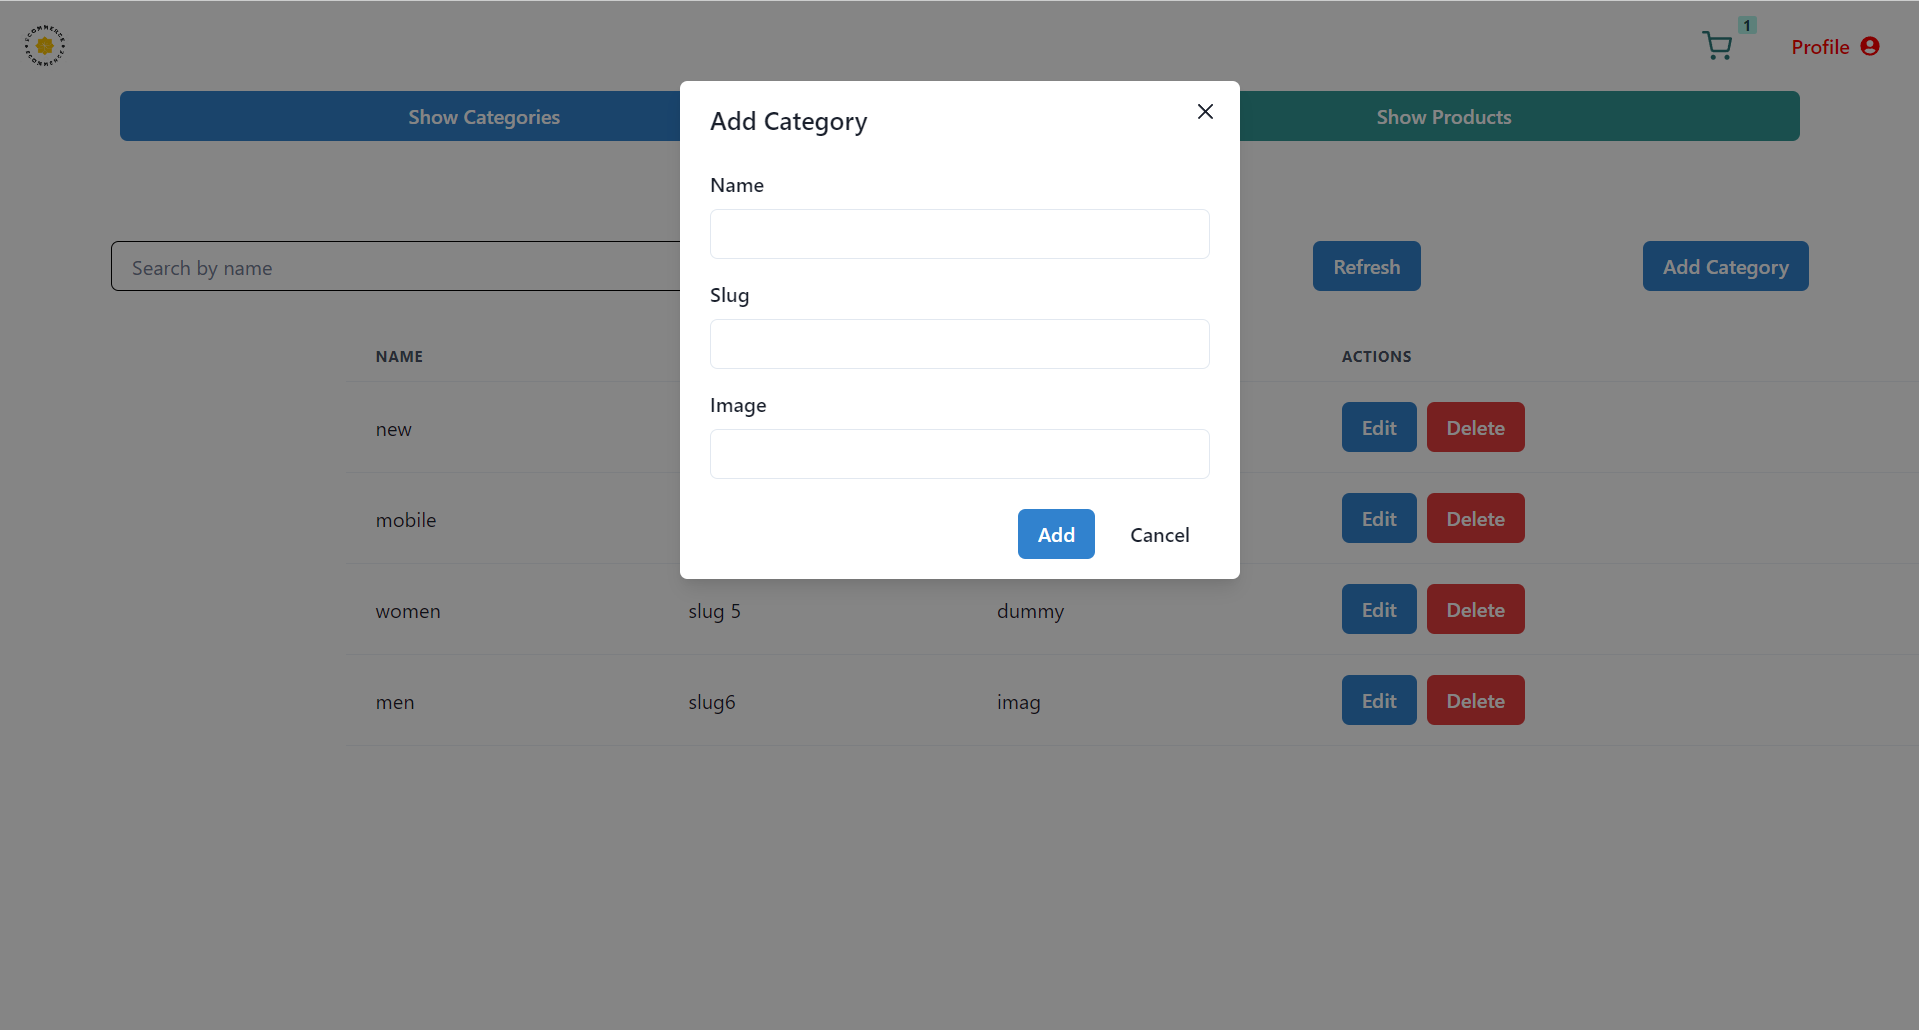 ECOMMERCE
ECOMMERCE
1
Profile
Show Categories
Show Products
Add Category
Name
Slug
Image
Add
Cancel
Search by name
Refresh
Add Category
NAME
ACTIONS
new
Edit
Delete
mobile
Edit
Delete
women
slug 5
dummy
Edit
Delete
men
slug6
imag
Edit
Delete